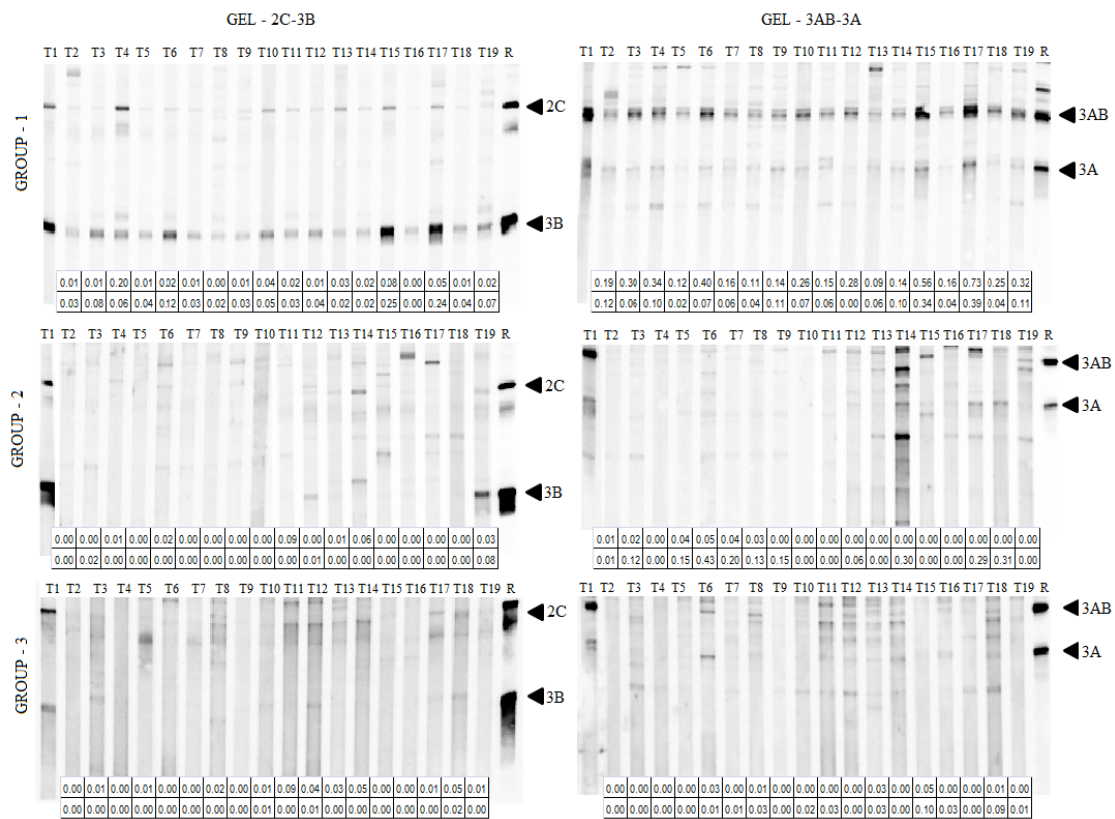 GEL - 2C-3B
GEL - 3AB-3A
GROUP - 1
T1 T2 T3 T4 T5 T6 T7 T8 T9 T10 T11 T12 T13 T14 T15 T16 T17 T18 T19 R
2C
3B
0.01 0.01 0.20 0.01 0.02 0.01 0.00 0.01 0.04 0.02 0.01 0.02 0.01 0.08 0.00 0.02 0.01 0.02
0.03 0.08 0.06 0.04 0.12 0.03 0.02 0.03 0.05 0.03 0.04 0.02 0.02 0.25 0.00 0.24 0.04 0.07
T1 T2 T3 T4 T5 T6 T7 T8 T9 T10 T11 T12 T13 T14 T15 T16 T17 T18 T19 R
3AB
3A
0.19 0.30 0.34 0.12 0.40 0.16 0.11 0.14 0.26 0.15 0.28 0.09 0.14 0.56 0.16 0.73 0.25 0.32
0.12 0.06 0.10 0.02 0.07 0.06 0.04 0.11 0.07 0.06 0.00 0.06 0.10 0.34 0.04 0.39 0.04 0.11
GROUP - 2
T1 T2 T3 T4 T5 T6 T7 T8 T9 T10 T11 T12 T13 T14 T15 T16 T17 T18 T19 R
2C
3B
0.00 0.00 0.01 0.00 0.02 0.00 0.00 0.00 0.00 0.09 0.00 0.01 0.06 0.00 0.00 0.00 0.00 0.03
0.00 0.02 0.00 0.00 0.00 0.00 0.00 0.00 0.00 0.00 0.01 0.00 0.00 0.00 0.00 0.00 0.00 0.08
T1 T2 T3 T4 T5 T6 T7 T8 T9 T10 T11 T12 T13 T14 T15 T16 T17 T18 T19 R
3AB
3A
0.01 0.02 0.00 0.04 0.05 0.04 0.03 0.00 0.00 0.00 0.00 0.00 0.00 0.00 0.00 0.00 0.00 0.00
0.01 0.12 0.00 0.15 0.43 0.20 0.13 0.15 0.00 0.00 0.06 0.00 0.30 0.00 0.00 0.29 0.31 0.00
GROUP - 3
T1 T2 T3 T4 T5 T6 T7 T8 T9 T10 T11 T12 T13 T14 T15 T16 T17 T18 T19 R
2C
3B
0.00 0.01 0.00 0.01 0.00 0.00 0.02 0.00 0.01 0.09 0.04 0.03 0.05 0.00 0.00 0.01 0.05 0.01
0.00 0.00 0.00 0.00 0.00 0.00 0.00 0.00 0.01 0.00 0.01 0.00 0.00 0.00 0.00 0.00 0.02 0.00
T1 T2 T3 T4 T5 T6 T7 T8 T9 T10 T11 T12 T13 T14 T15 T16 T17 T18 T19 R
3AB
3A
0.00 0.00 0.00 0.00 0.03 0.00 0.01 0.00 0.00 0.03 0.00 0.03 0.03 0.05 0.00 0.00 0.00 0.00
0.00 0.00 0.00 0.00 0.01 0.01 0.03 0.00 0.02 0.03 0.00 0.03 0.00 0.10 0.03 0.00 0.09 0.01